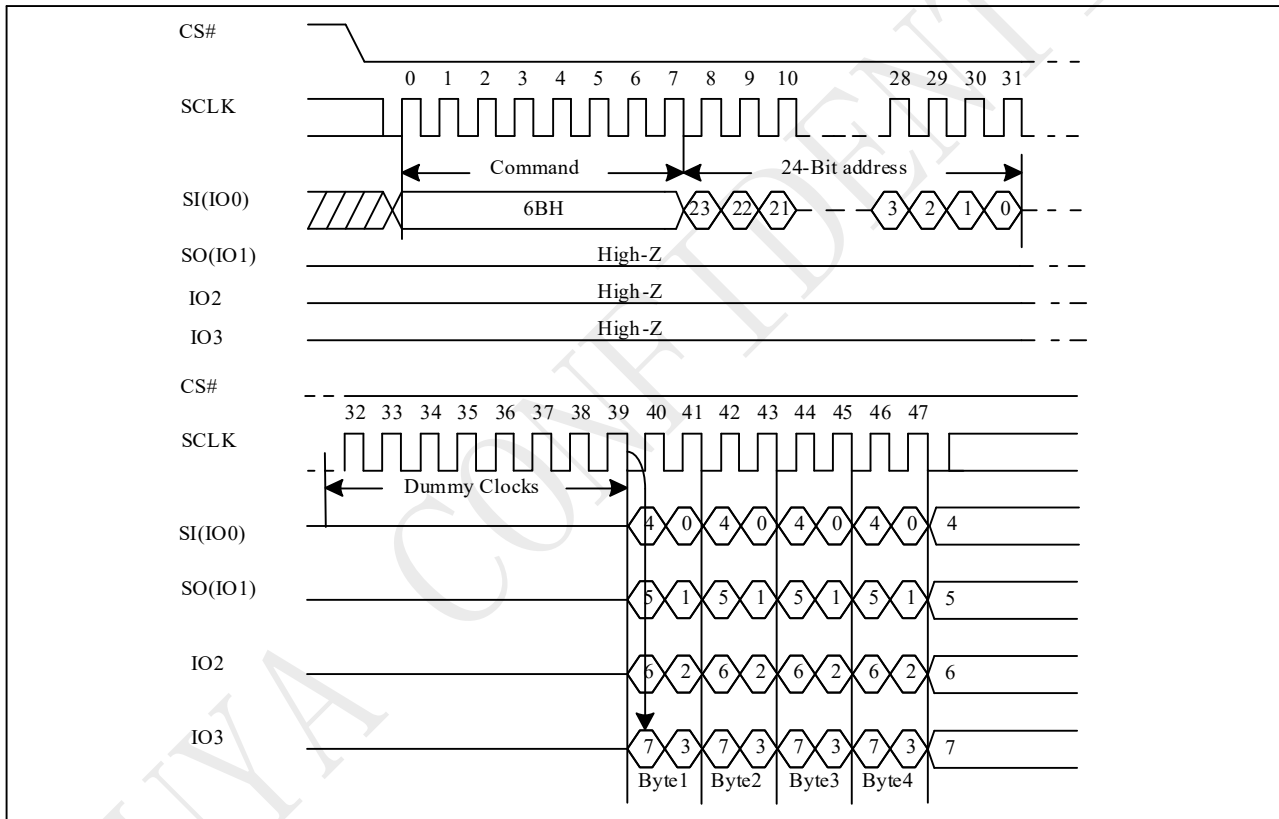 CS#
0 1 2 3 4 5 6 7 8 9 10 28 29 30 31
SCLK
Command 24-Bit address
SI(IO0) 6BH 23 22 21 3 2 1 0
SO(IO1) High-Z
IO2 High-Z
IO3 High-Z
CS#
32 33 34 35 36 37 38 39 40 41 42 43 44 45 46 47
SCLK
Dummy Clocks
SI(IO0) 4 0 4 0 4 0 4 0 4
SO(IO1) 5 1 5 1 5 1 5 1 5
IO2 6 2 6 2 6 2 6 2 6
IO3 7 3 7 3 7 3 7 3 7
Byte1 Byte2 Byte3 Byte4
UYA CONFIDENT